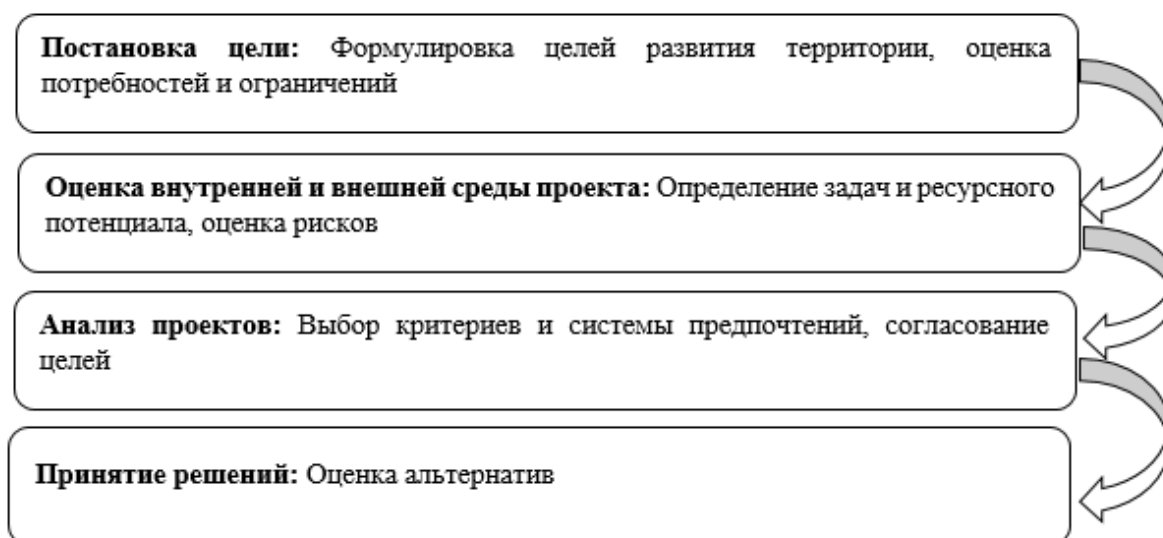 Постановка цели: Формулировка целей развития территории, оценка
потребностей и ограничений
Оценка внутренней и внешней среды проекта: Определение задач и ресурсного
потенциала, оценка рисков
Анализ проектов: Выбор критериев и системы предпочтений, согласование
целей
Принятие решений: Оценка альтернатив